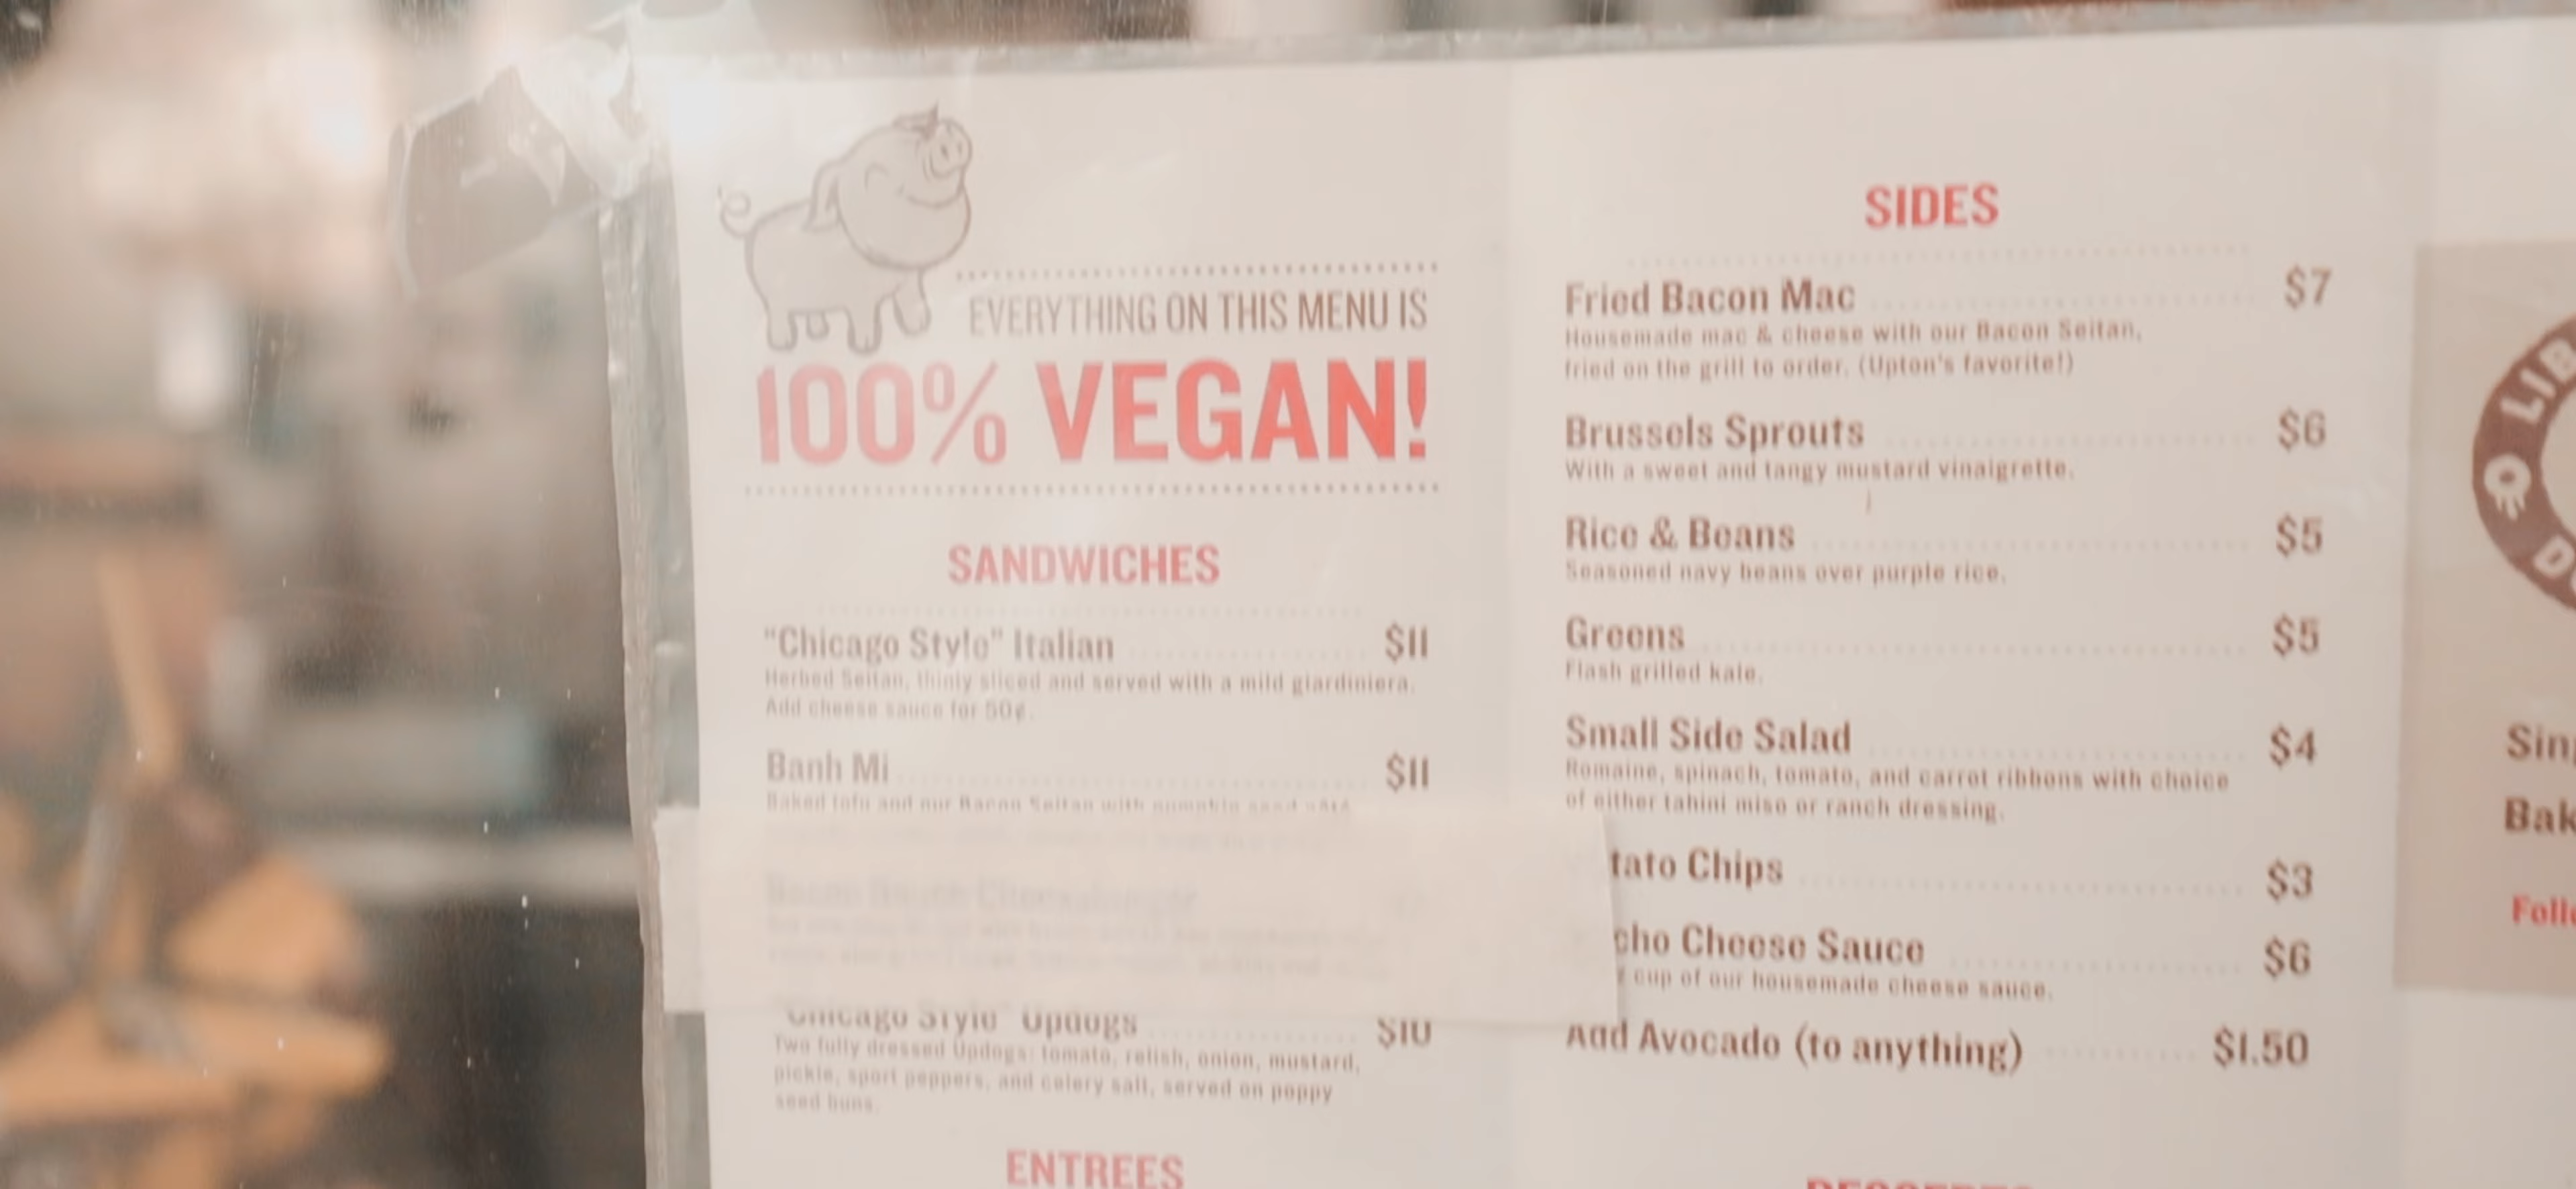 EVERYTHING ON THIS MENU IS
100% VEGAN!
SANDWICHES
"Chicago Style" Italian $11
Herbed Seitan, thinly sliced and served with a mild giardiniera.
Add cheese sauce for 50¢.
Banh Mi $11
Baked tofu and our Bacon Seitan with pumpkin seed pâté
"Chicago Style" Updogs $10
Two fully dressed Updogs: tomato, relish, onion, mustard,
pickle, sport peppers, and celery salt, served on poppy
seed buns.
ENTREES
SIDES
Fried Bacon Mac $7
Housemade mac & cheese with our Bacon Seitan,
fried on the grill to order. (Upton's favorite!)
Brussels Sprouts $6
With a sweet and tangy mustard vinaigrette.
Rice & Beans $5
Seasoned navy beans over purple rice.
Greens $5
Flash grilled kale.
Small Side Salad $4
Romaine, spinach, tomato, and carrot ribbons with choice
of either tahini miso or ranch dressing.
tato Chips $3
cho Cheese Sauce $6
cup of our housemade cheese sauce.
Add Avocado (to anything) $1.50
LIB
Sin
Bak
Foll